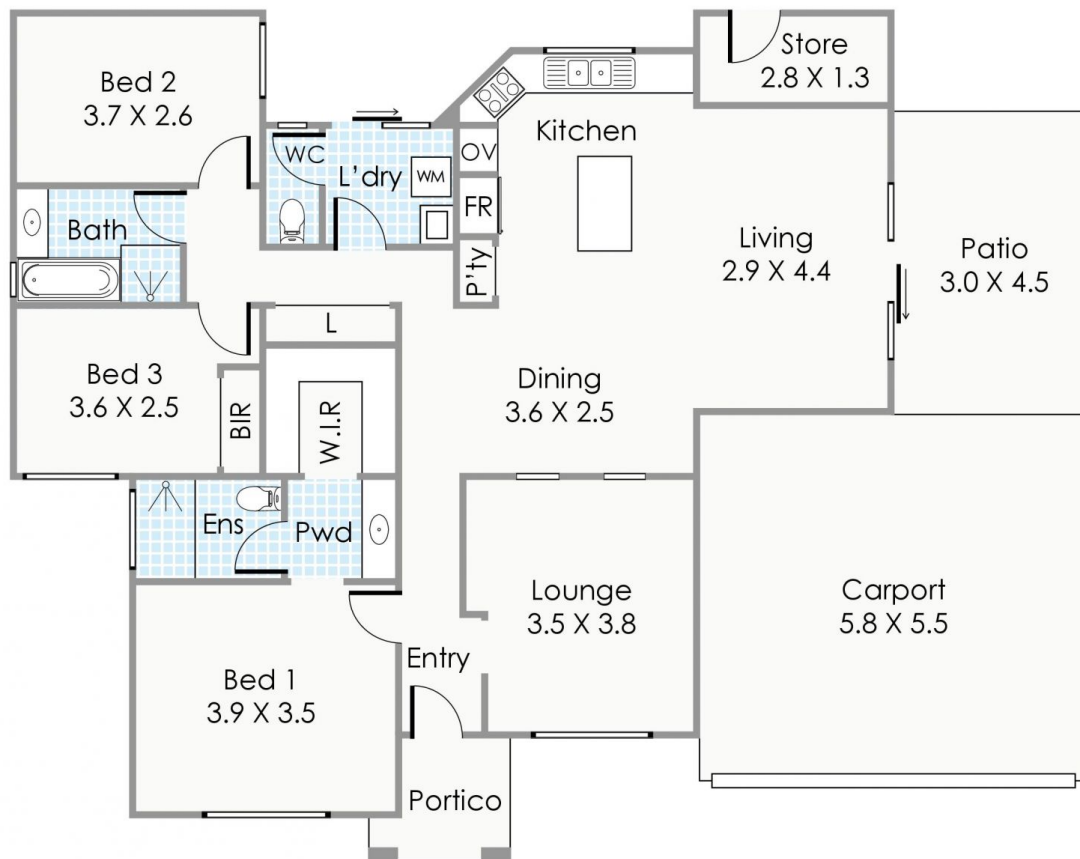 Bed 2
3.7 X 2.6
Store
2.8 X 1.3
Kitchen
WC
L'dry
WM
OV
FR
P'ty
Bath
Living
2.9 X 4.4
Patio
3.0 X 4.5
L
Bed 3
3.6 X 2.5
BIR
W.I.R
Dining
3.6 X 2.5
Ens
Pwd
Lounge
3.5 X 3.8
Carport
5.8 X 5.5
Entry
Bed 1
3.9 X 3.5
Portico